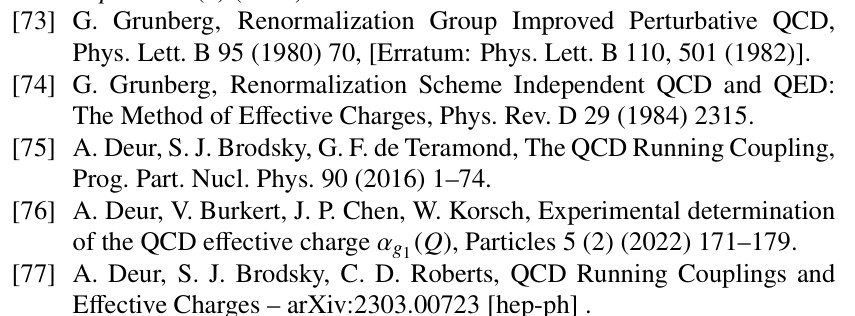 [73] G. Grunberg, Renormalization Group Improved Perturbative QCD,
Phys. Lett. B 95 (1980) 70, [Erratum: Phys. Lett. B 110, 501 (1982)].
[74] G. Grunberg, Renormalization Scheme Independent QCD and QED:
The Method of Effective Charges, Phys. Rev. D 29 (1984) 2315.
[75] A. Deur, S. J. Brodsky, G. F. de Teramond, The QCD Running Coupling,
Prog. Part. Nucl. Phys. 90 (2016) 1–74.
[76] A. Deur, V. Burkert, J. P. Chen, W. Korsch, Experimental determination
of the QCD effective charge α_{g_1}(Q), Particles 5 (2) (2022) 171–179.
[77] A. Deur, S. J. Brodsky, C. D. Roberts, QCD Running Couplings and
Effective Charges – arXiv:2303.00723 [hep-ph] .